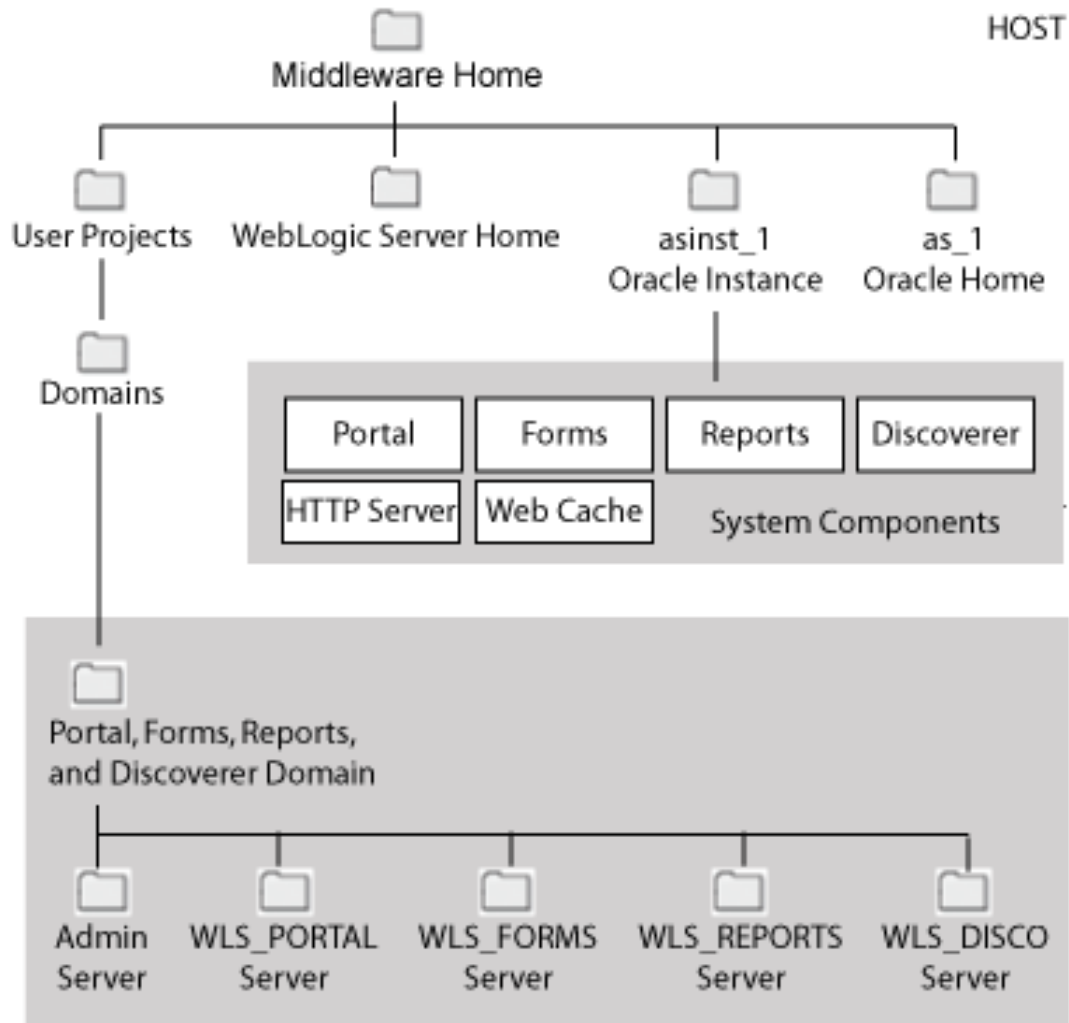 HOST
Middleware Home
User Projects
WebLogic Server Home
asinst_1
Oracle Instance
as_1
Oracle Home
Domains
Portal
Forms
Reports
Discoverer
HTTP Server
Web Cache
System Components
Portal, Forms, Reports,
and Discoverer Domain
Admin
Server
WLS_PORTAL
Server
WLS_FORMS
Server
WLS_REPORTS
Server
WLS_DISCO
Server